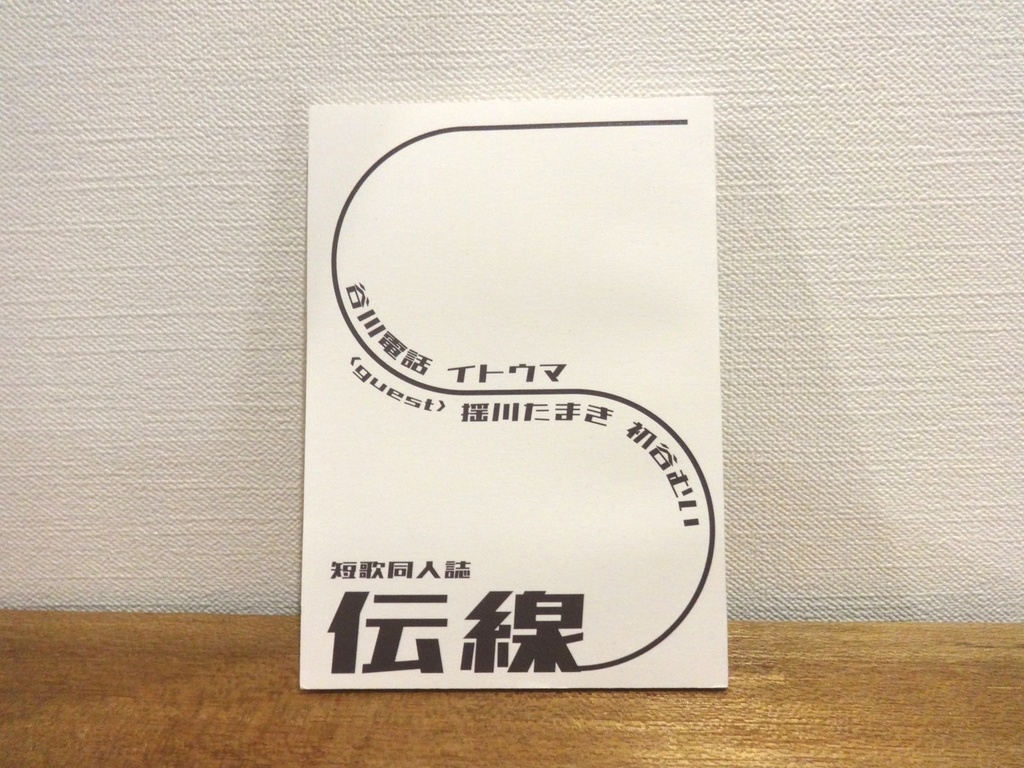 谷川電話 イトウマ
〈guest〉 揺川たまき 初谷むい
短歌同人誌
伝線